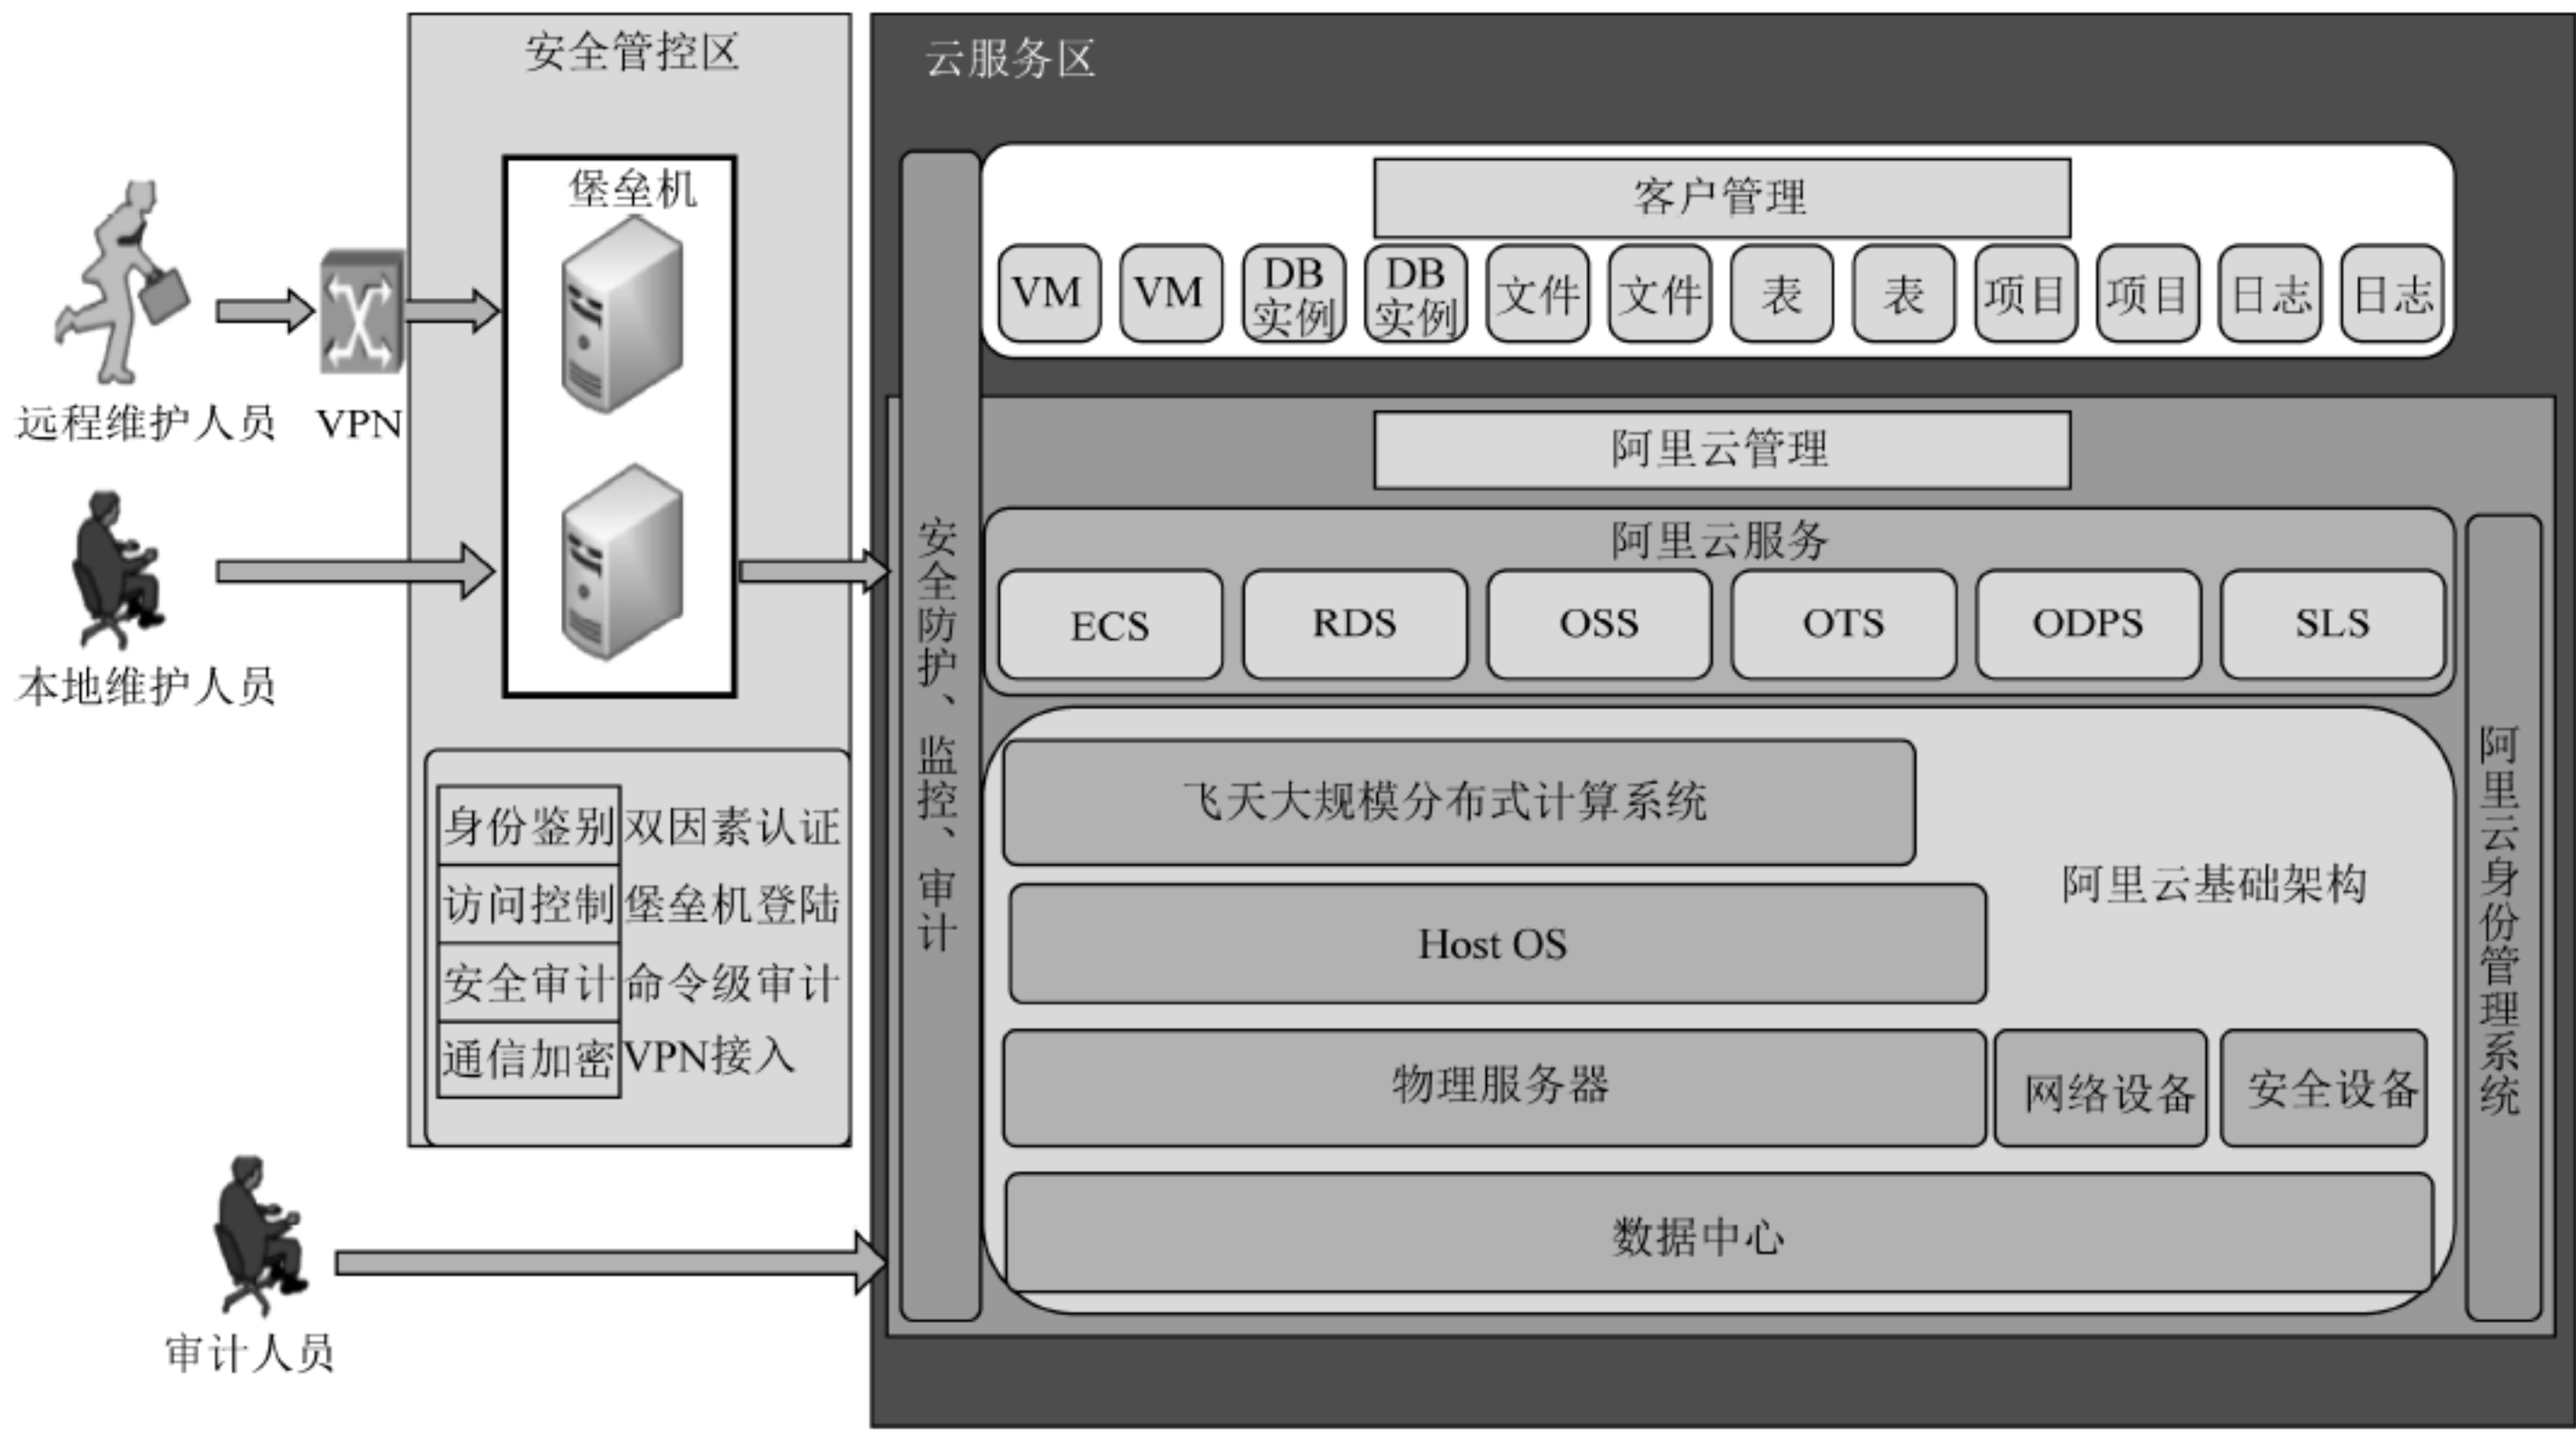 安全管控区
堡垒机
远程维护人员
VPN
本地维护人员
身份鉴别 双因素认证
访问控制 堡垒机登陆
安全审计 命令级审计
通信加密 VPN接入
审计人员
云服务区
安全防护、监控、审计
客户管理
VM VM DB实例 DB实例 文件 文件 表 表 项目 项目 日志 日志
阿里云管理
阿里云服务
ECS RDS OSS OTS ODPS SLS
飞天大规模分布式计算系统
阿里云基础架构
Host OS
物理服务器 网络设备 安全设备
数据中心
阿里云身份管理系统